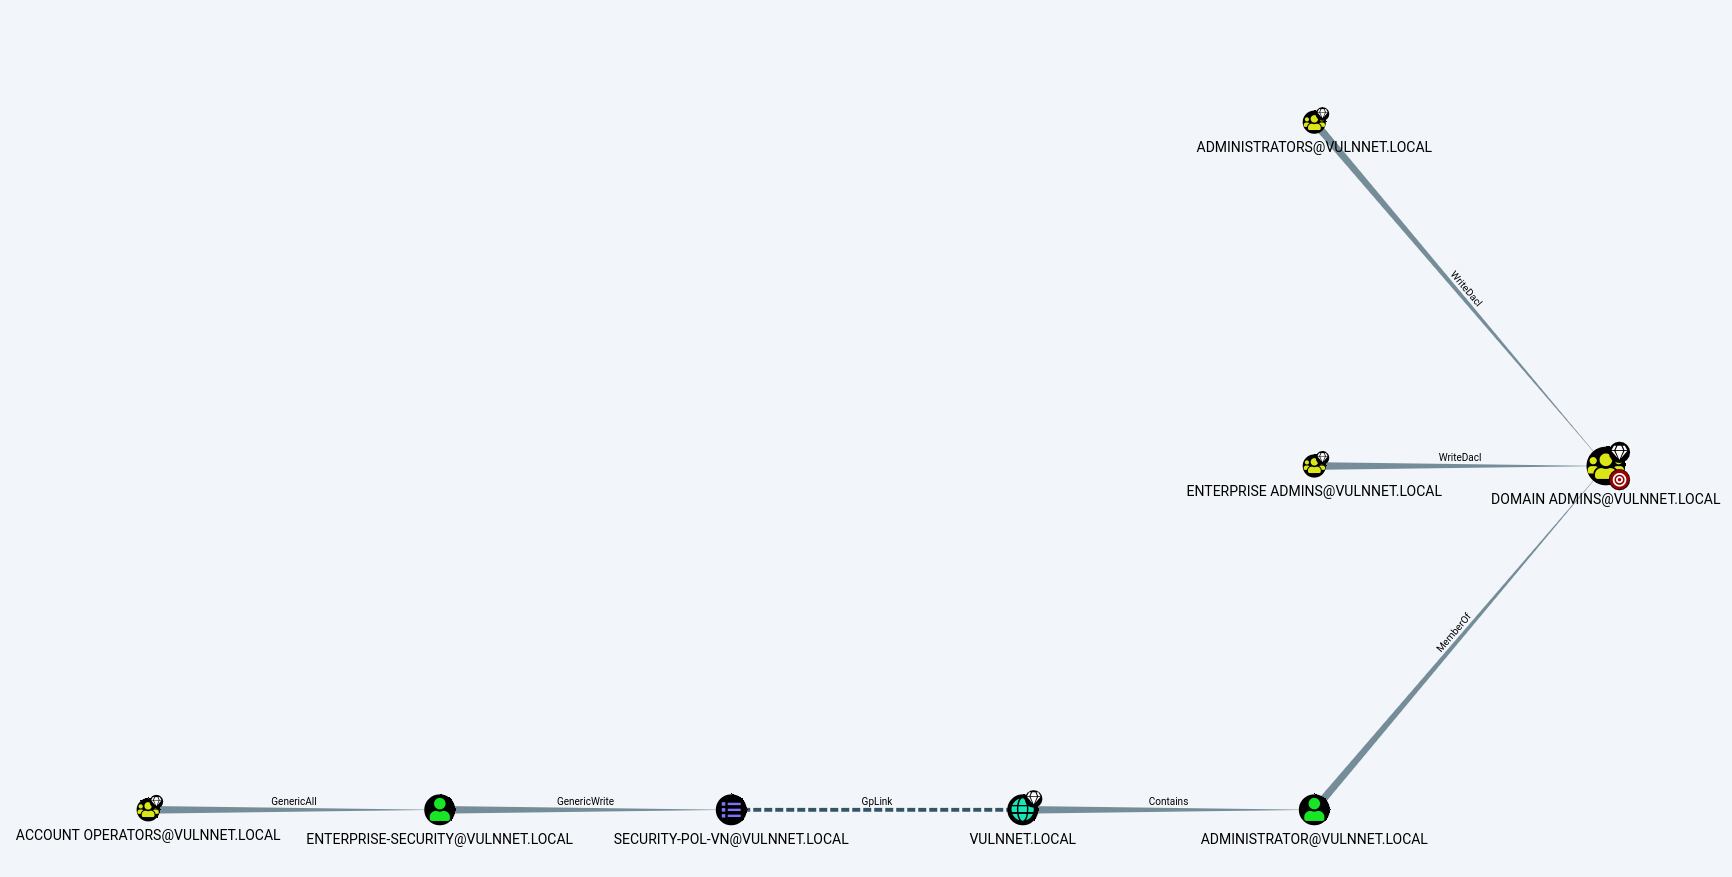 ADMINISTRATORS@VULNNET.LOCAL
WriteDacl
WriteDacl
ENTERPRISE ADMINS@VULNNET.LOCAL
DOMAIN ADMINS@VULNNET.LOCAL
MemberOf
GenericAll
GenericWrite
GpLink
Contains
ACCOUNT OPERATORS@VULNNET.LOCAL
ENTERPRISE-SECURITY@VULNNET.LOCAL
SECURITY-POL-VN@VULNNET.LOCAL
VULNNET.LOCAL
ADMINISTRATOR@VULNNET.LOCAL